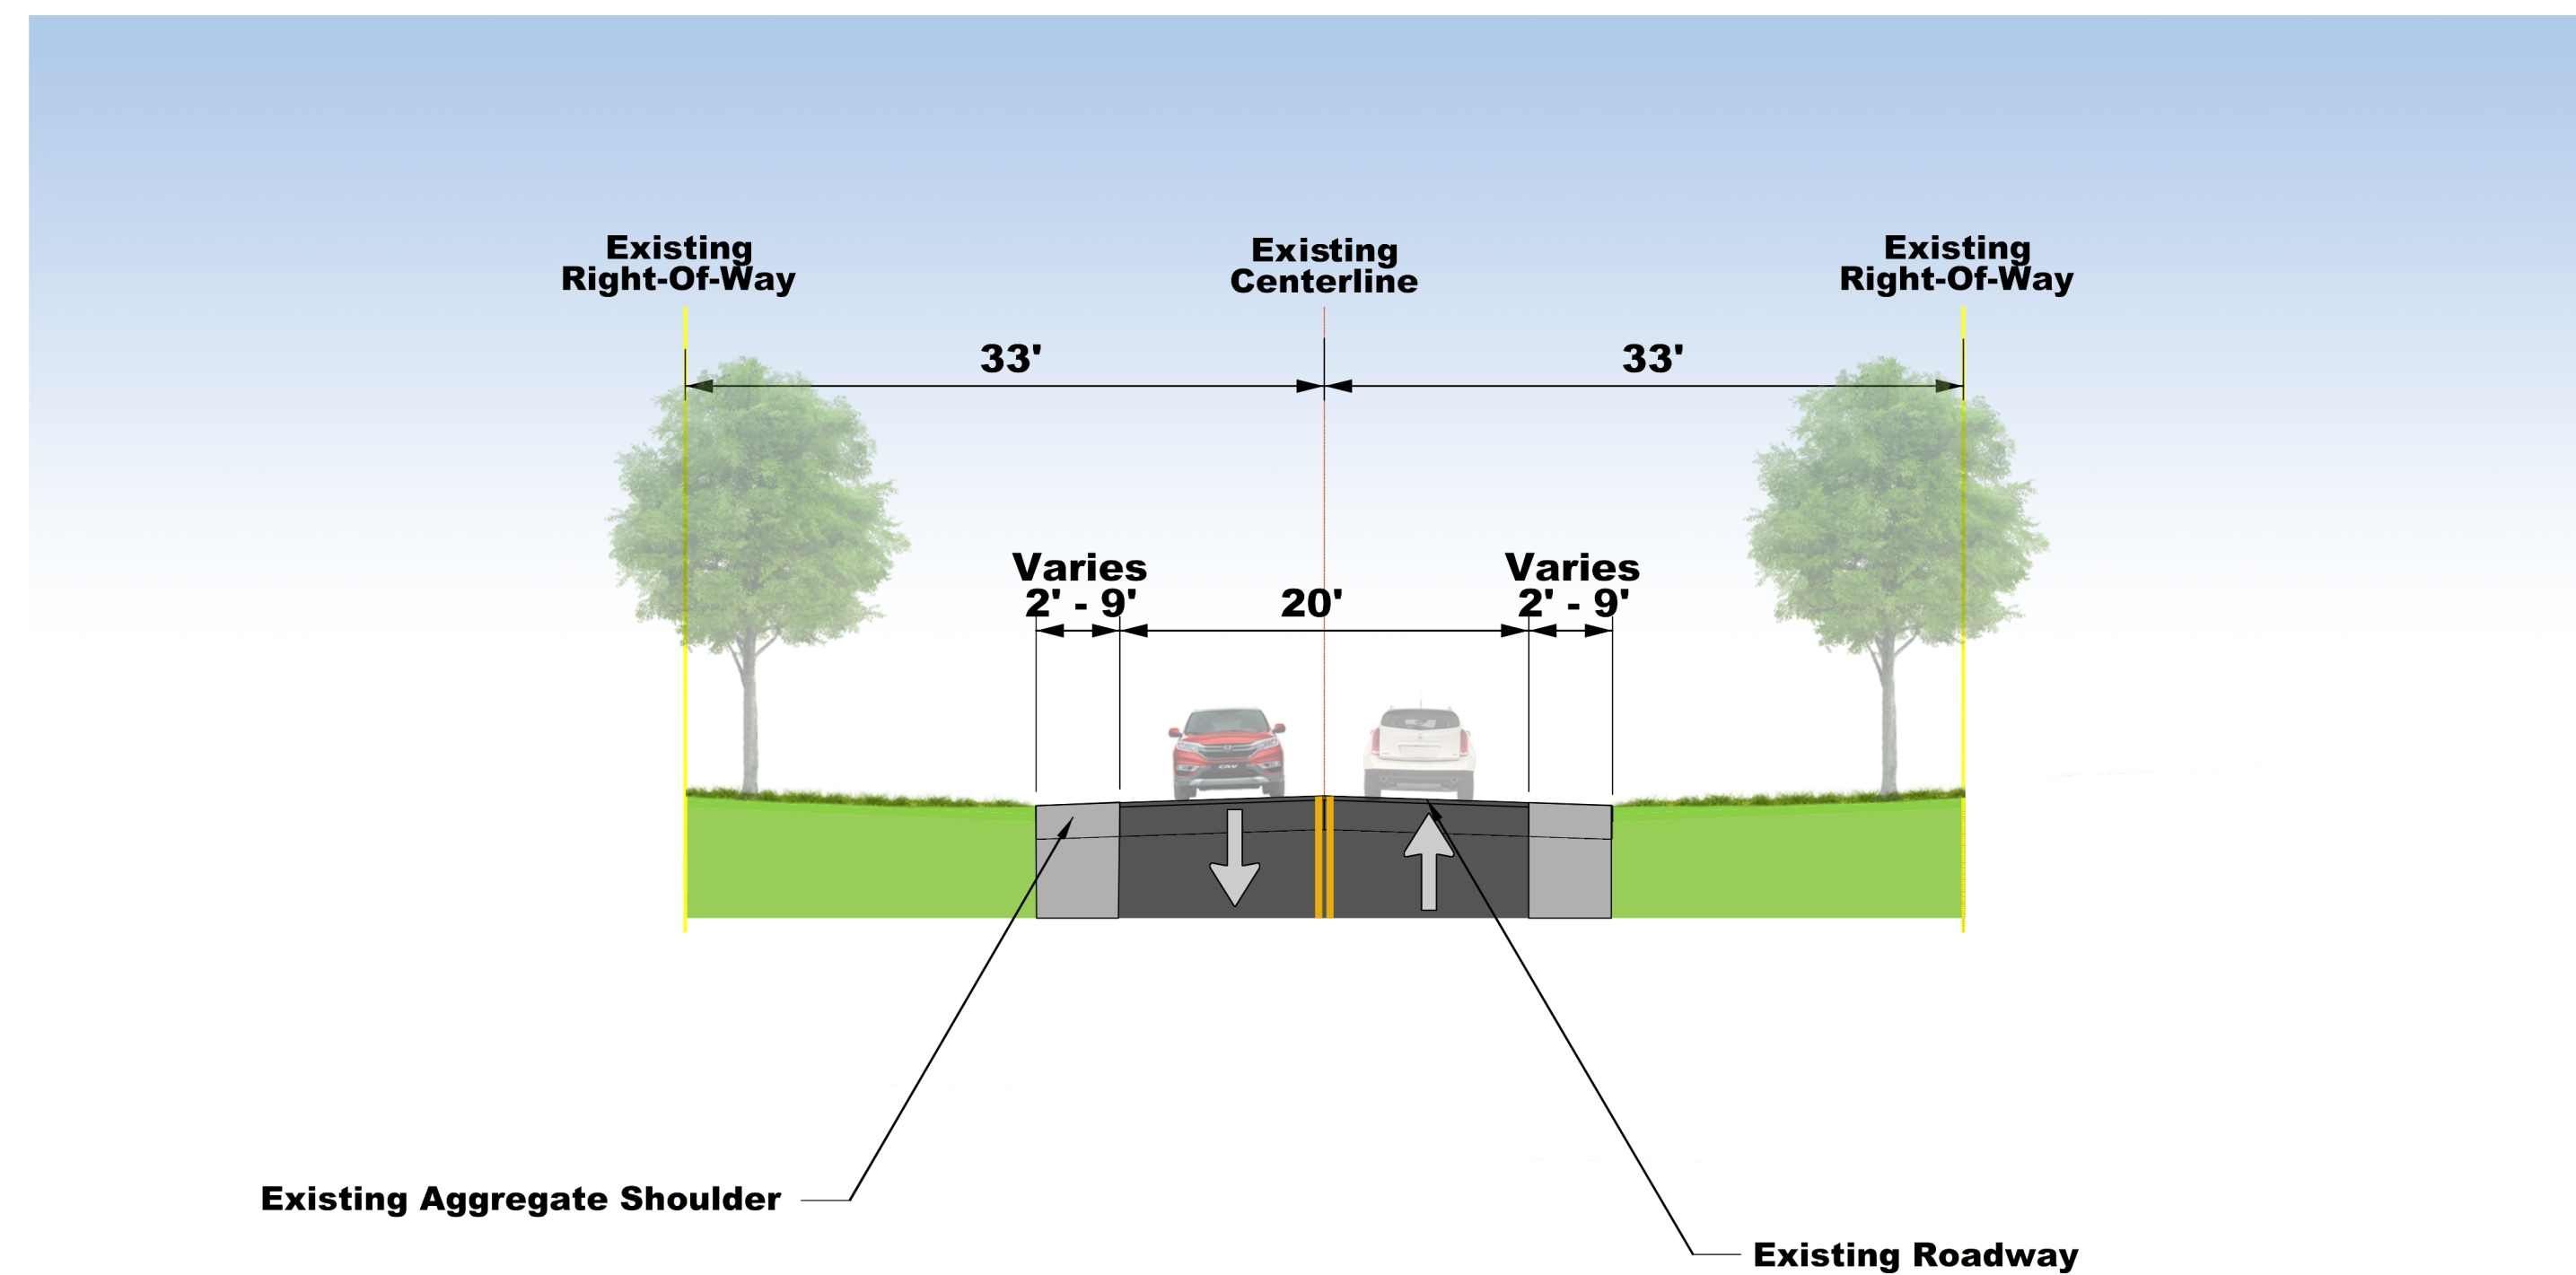 Existing
Right-Of-Way
Existing
Centerline
Existing
Right-Of-Way
33'
33'
Varies
2' - 9'
20'
Varies
2' - 9'
Existing Aggregate Shoulder
Existing Roadway